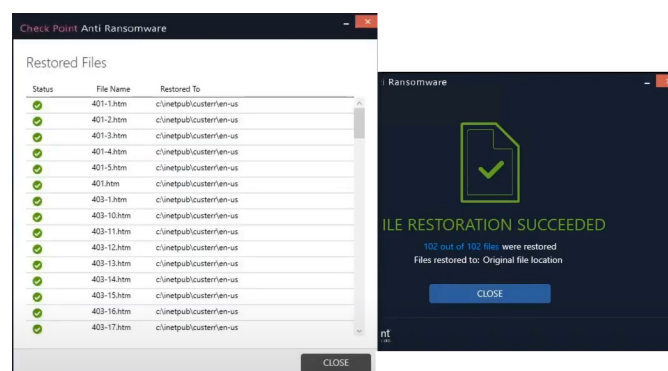 Check Point Anti Ransomware
Restored Files
Status File Name Restored To
401-1.htm c:\inetpub\custerr\en-us
401-2.htm c:\inetpub\custerr\en-us
401-3.htm c:\inetpub\custerr\en-us
401-4.htm c:\inetpub\custerr\en-us
401-5.htm c:\inetpub\custerr\en-us
401.htm c:\inetpub\custerr\en-us
403-1.htm c:\inetpub\custerr\en-us
403-10.htm c:\inetpub\custerr\en-us
403-11.htm c:\inetpub\custerr\en-us
403-12.htm c:\inetpub\custerr\en-us
403-13.htm c:\inetpub\custerr\en-us
403-14.htm c:\inetpub\custerr\en-us
403-15.htm c:\inetpub\custerr\en-us
403-16.htm c:\inetpub\custerr\en-us
403-17.htm c:\inetpub\custerr\en-us
CLOSE
i Ransomware
ILE RESTORATION SUCCEEDED
102 out of 102 files were restored
Files restored to: Original file location
CLOSE
nt